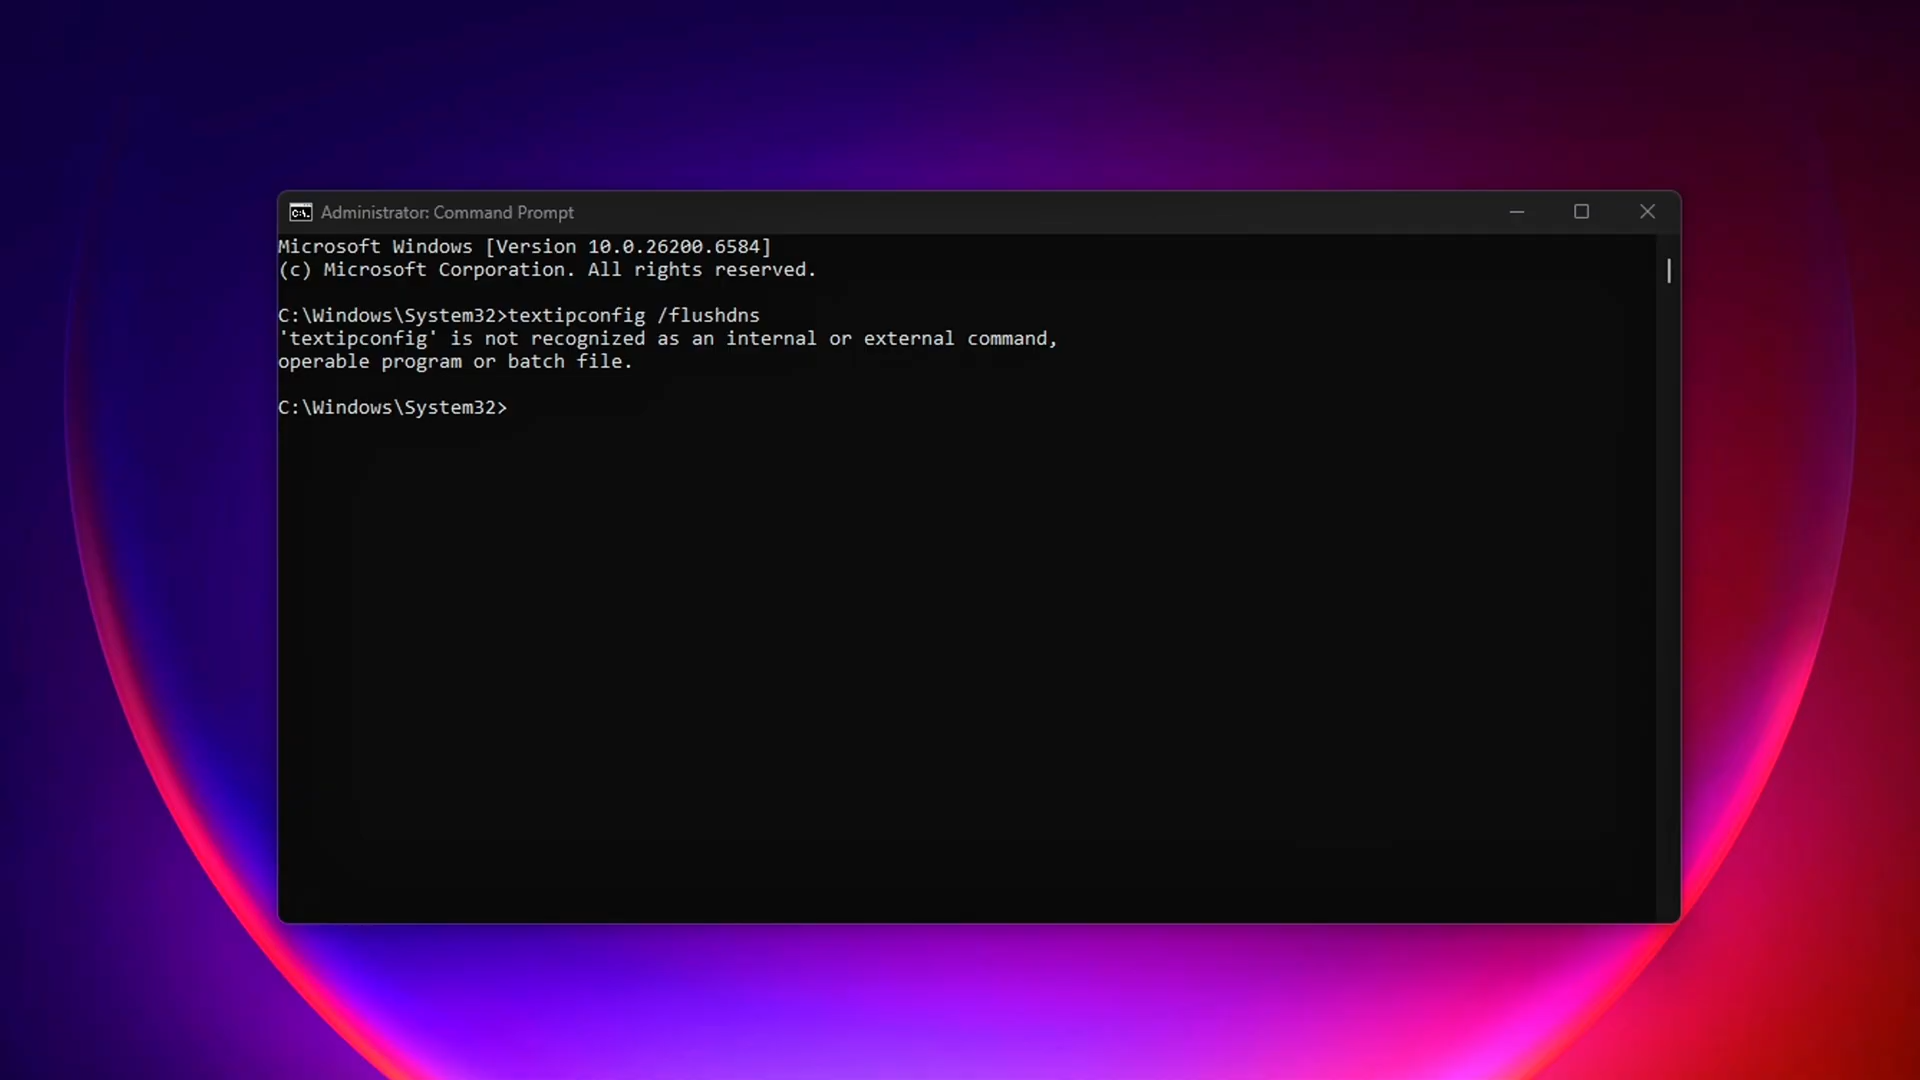 Administrator: Command Prompt
Microsoft Windows [Version 10.0.26200.6584]
(c) Microsoft Corporation. All rights reserved.
C:\Windows\System32>textipconfig /flushdns
'textipconfig' is not recognized as an internal or external command,
operable program or batch file.
C:\Windows\System32>